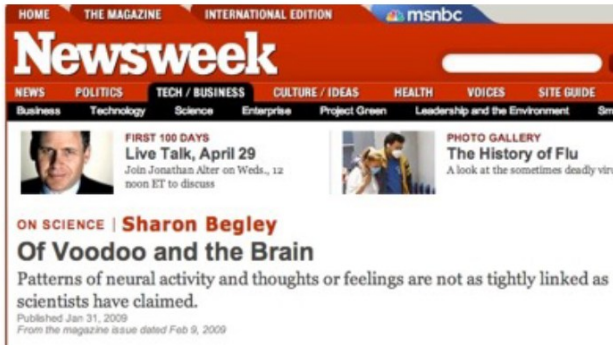 HOME THE MAGAZINE INTERNATIONAL EDITION msnbc
Newsweek
NEWS POLITICS TECH / BUSINESS CULTURE / IDEAS HEALTH VOICES SITE GUIDE
Business Technology Science Enterprise Project Green Leadership and the Environment
FIRST 100 DAYS
Live Talk, April 29
Join Jonathan Alter on Weds., 12
noon ET to discuss
PHOTO GALLERY
The History of Flu
A look at the sometimes deadly
ON SCIENCE | Sharon Begley
Of Voodoo and the Brain
Patterns of neural activity and thoughts or feelings are not as tightly linked as
scientists have claimed.
Published Jan 31, 2009
From the magazine issue dated Feb 9, 2009